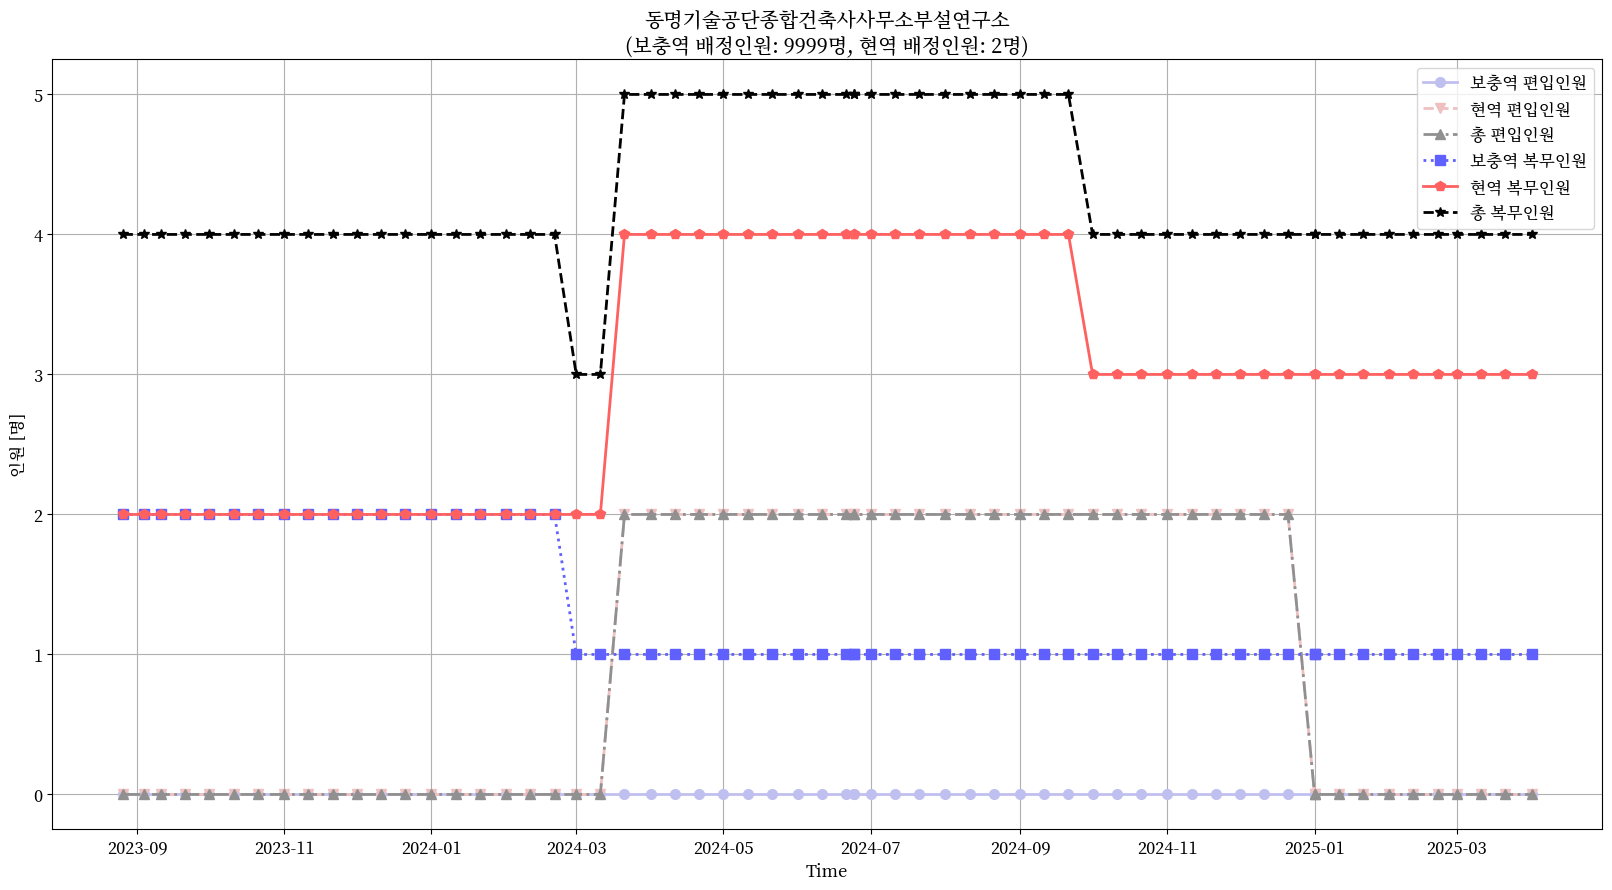 동명기술공단종합건축사사무소부설연구소
(보충역 배정인원: 9999명, 현역 배정인원: 2명)
보충역 편입인원
현역 편입인원
총 편입인원
보충역 복무인원
현역 복무인원
총 복무인원
인원 [명]
5
4
3
2
1
0
2023-09 2023-11 2024-01 2024-03 2024-05 2024-07 2024-09 2024-11 2025-01 2025-03
Time